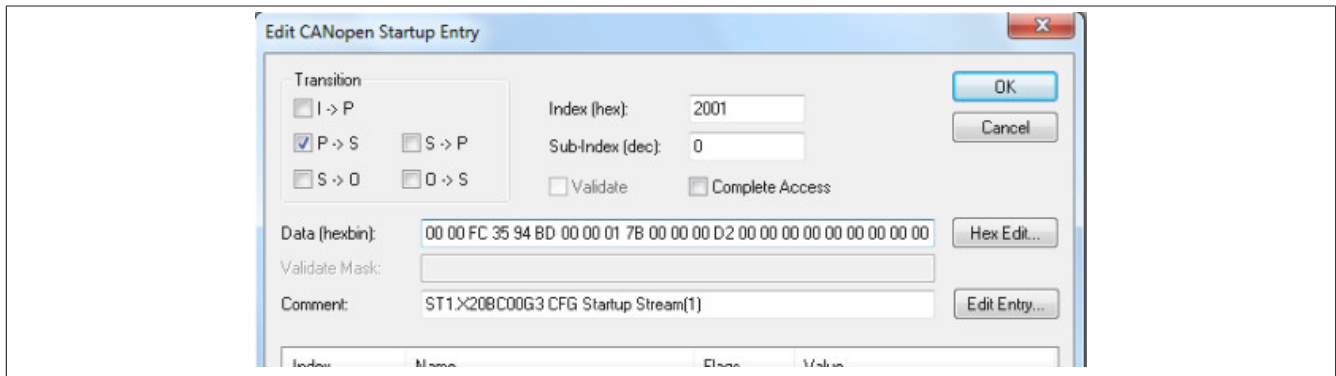 Edit CANopen Startup Entry
Transition
I -> P
P -> S
S -> P
S -> O
O -> S
Index (hex):
2001
Sub-Index (dec):
0
Validate
Complete Access
OK
Cancel
Data (hexbin):
00 00 FC 35 94 BD 00 00 01 7B 00 00 00 D2 00 00 00 00 00 00 00 00 00
Hex Edit...
Validate Mask:
Comment:
ST1.X20BC00G3 CFG Startup Stream(1)
Edit Entry...
Index
Name
Flags
Value